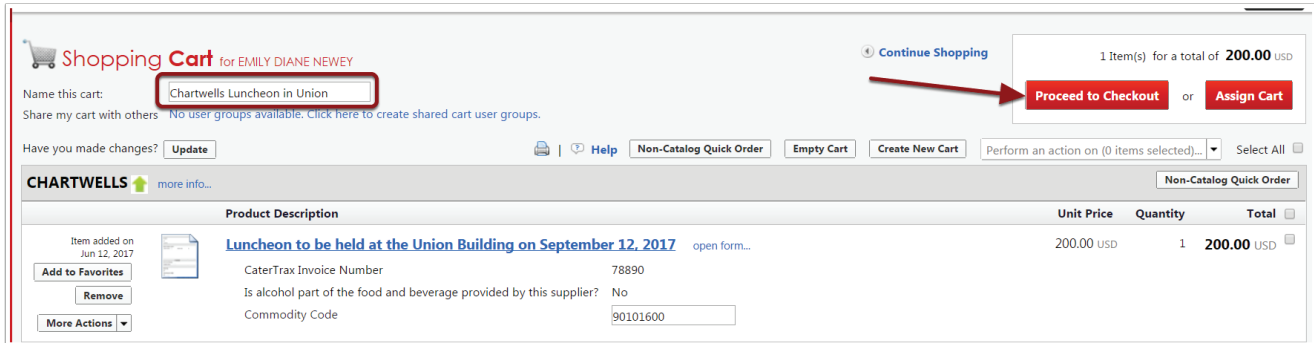 Shopping Cart for EMILY DIANE NEWEY
Continue Shopping
1 Item(s) for a total of 200.00 USD
Proceed to Checkout or Assign Cart
Name this cart: Chartwells Luncheon in Union
Share my cart with others No user groups available. Click here to create shared cart user groups.
Have you made changes? Update
| ? Help Non-Catalog Quick Order Empty Cart Create New Cart Perform an action on (0 items selected)... Select All
CHARTWELLS more info... Non-Catalog Quick Order
Product Description Unit Price Quantity Total
Item added on
Jun 12, 2017
Luncheon to be held at the Union Building on September 12, 2017 open form... 200.00 USD 1 200.00 USD
Add to Favorites
Remove
More Actions
CaterTrax Invoice Number 78890
Is alcohol part of the food and beverage provided by this supplier? No
Commodity Code 90101600